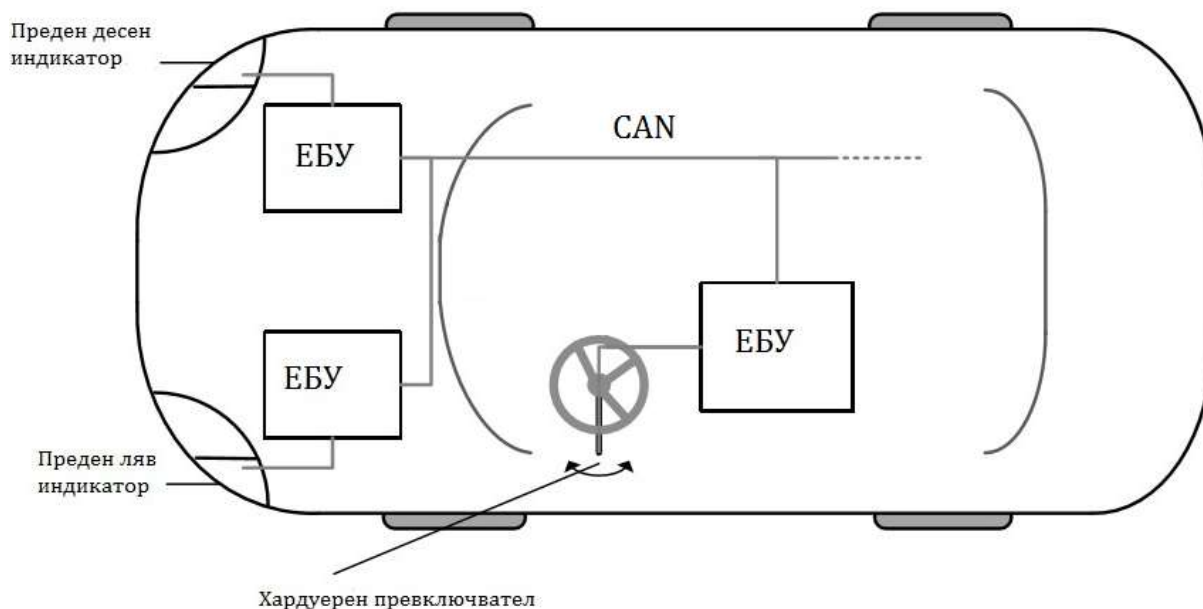 Преден десен
индикатор
ЕБУ
CAN
ЕБУ
ЕБУ
Преден ляв
индикатор
Хардуерен превключвател